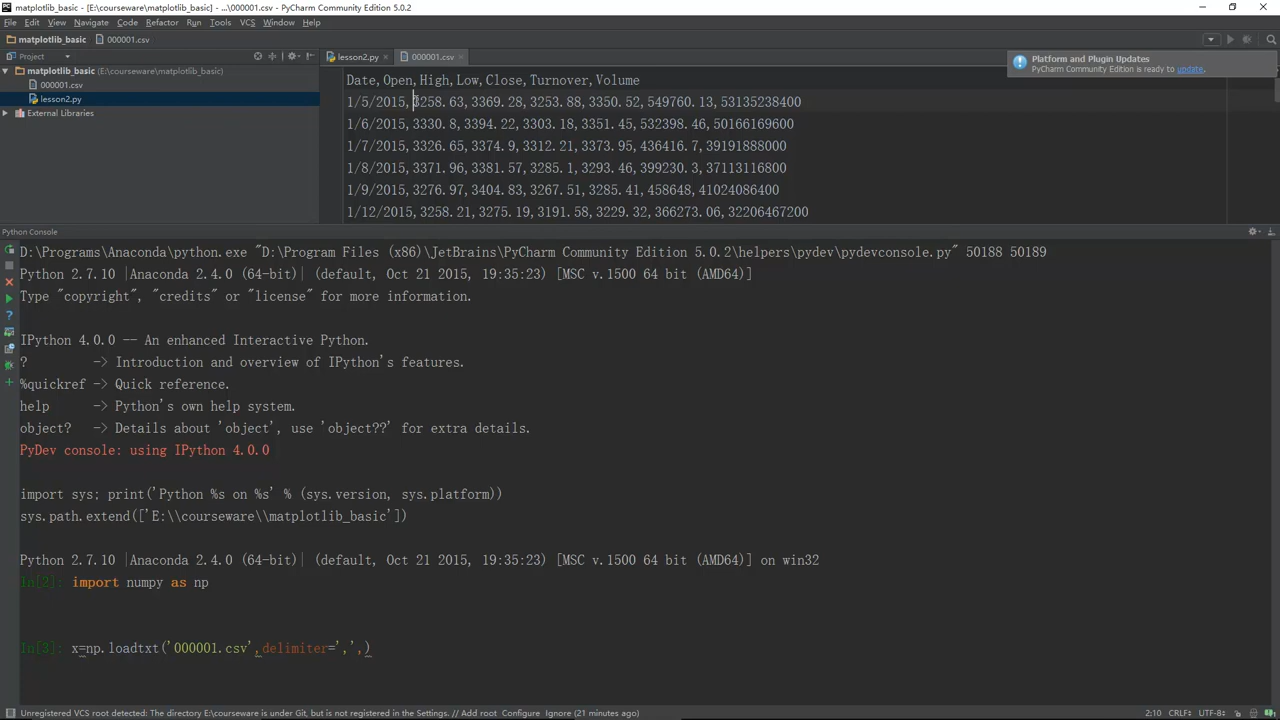 matplotlib_basic - [E:\courseware\matplotlib_basic] - ...\000001.csv - PyCharm Community Edition 5.0.2
File Edit View Navigate Code Refactor Run Tools VCS Window Help
matplotlib_basic 000001.csv
Project
lesson2.py 000001.csv
Platform and Plugin Updates
PyCharm Community Edition is ready to update.
matplotlib_basic (E:\courseware\matplotlib_basic)
000001.csv
lesson2.py
External Libraries
Date,Open,High,Low,Close,Turnover,Volume
1/5/2015,3258.63,3369.28,3253.88,3350.52,549760.13,53135238400
1/6/2015,3330.8,3394.22,3303.18,3351.45,532398.46,50166169600
1/7/2015,3326.65,3374.9,3312.21,3373.95,436416.7,39191888000
1/8/2015,3371.96,3381.57,3285.1,3293.46,399230.3,37113116800
1/9/2015,3276.97,3404.83,3267.51,3285.41,458648,41024086400
1/12/2015,3258.21,3275.19,3191.58,3229.32,366273.06,32206467200
Python Console
D:\Programs\Anaconda\python.exe "D:\Program Files (x86)\JetBrains\PyCharm Community Edition 5.0.2\helpers\pydev\pydevconsole.py" 50188 50189
Python 2.7.10 |Anaconda 2.4.0 (64-bit)| (default, Oct 21 2015, 19:35:23) [MSC v.1500 64 bit (AMD64)]
Type "copyright", "credits" or "license" for more information.
IPython 4.0.0 -- An enhanced Interactive Python.
? -> Introduction and overview of IPython's features.
%quickref -> Quick reference.
help -> Python's own help system.
object? -> Details about 'object', use 'object??' for extra details.
PyDev console: using IPython 4.0.0
import sys; print('Python %s on %s' % (sys.version, sys.platform))
sys.path.extend(['E:\\courseware\\matplotlib_basic'])
Python 2.7.10 |Anaconda 2.4.0 (64-bit)| (default, Oct 21 2015, 19:35:23) [MSC v.1500 64 bit (AMD64)] on win32
In[2]: import numpy as np
In[3]: x=np.loadtxt('000001.csv',delimiter=',',)
Unregistered VCS root detected: The directory E:\courseware is under Git, but is not registered in the Settings. // Add root Configure Ignore (21 minutes ago) 2:10 CRLF÷ UTF-8÷